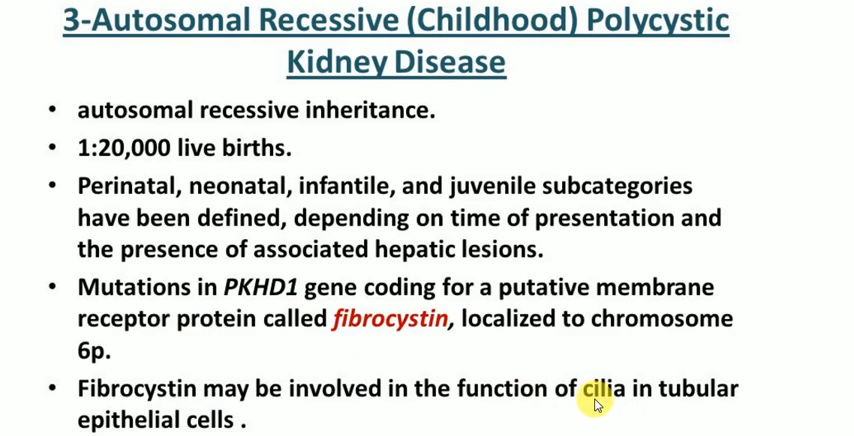 3-Autosomal Recessive (Childhood) Polycystic
Kidney Disease
• autosomal recessive inheritance.
• 1:20,000 live births.
• Perinatal, neonatal, infantile, and juvenile subcategories
have been defined, depending on time of presentation and
the presence of associated hepatic lesions.
• Mutations in PKHD1 gene coding for a putative membrane
receptor protein called fibrocystin, localized to chromosome
6p.
• Fibrocystin may be involved in the function of cilia in tubular
epithelial cells .